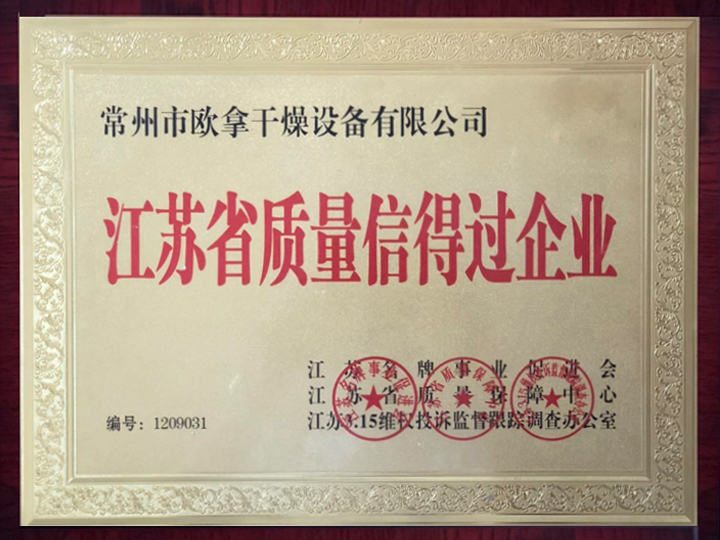 常州市欧拿干燥设备有限公司
江苏省质量信得过企业
江苏名牌事业促进会
江苏省质量保障中心
编号：1209031
江苏3.15维权投诉监督跟踪调查办公室